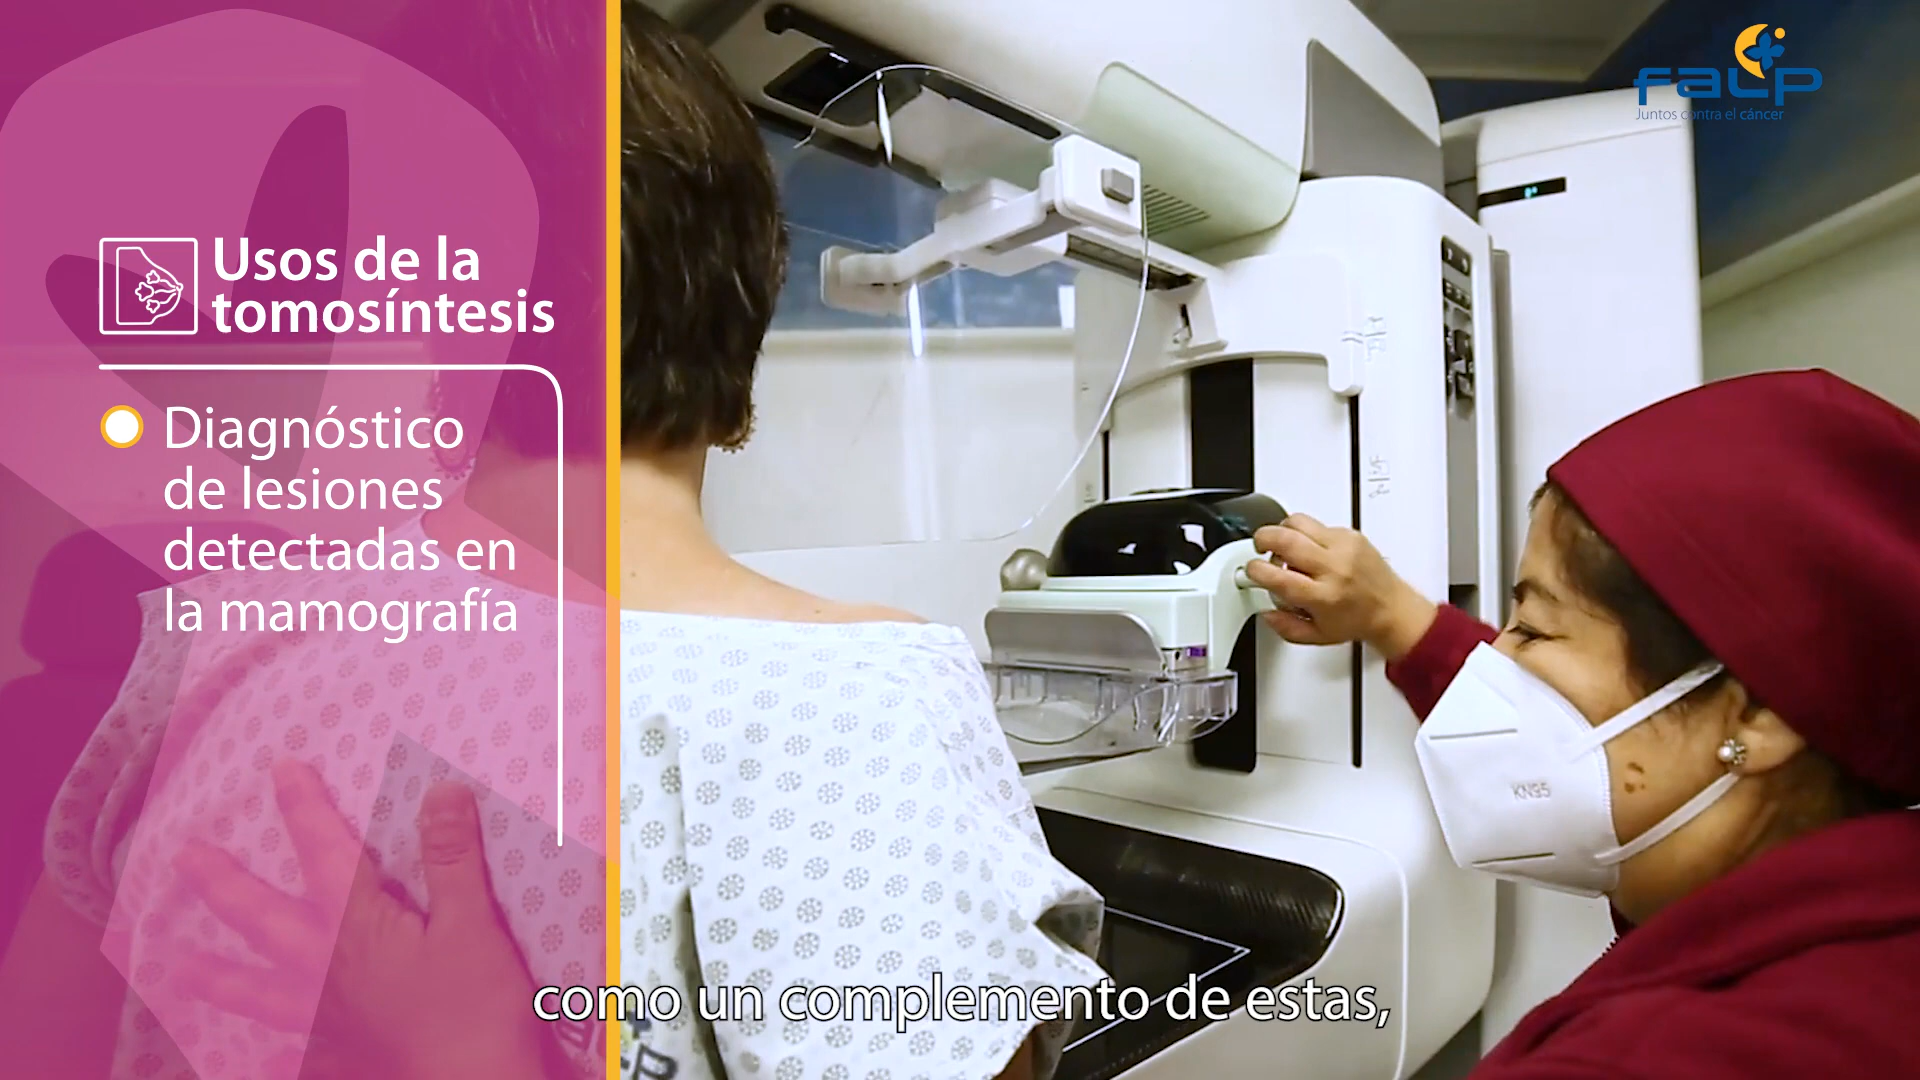 Usos de la
tomosíntesis
Diagnóstico
de lesiones
detectadas en
la mamografía
falp
Juntos contra el cáncer
KN95
como un complemento de estas,